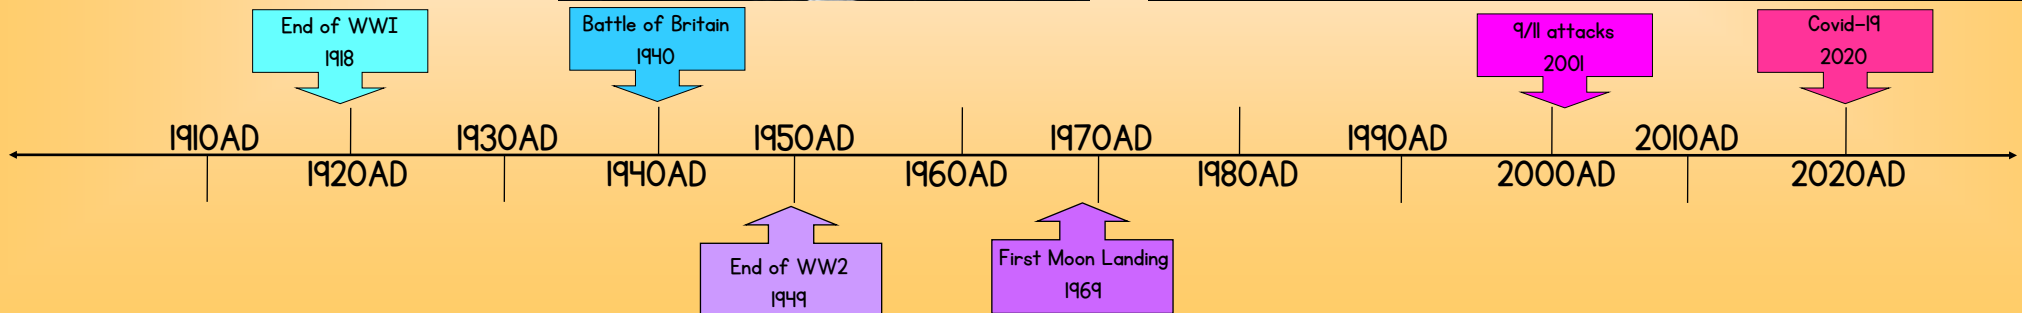 End of WWI
1918
Battle of Britain
1940
9/11 attacks
2001
Covid-19
2020
1910AD
1930AD
1950AD
1970AD
1990AD
2010AD
1920AD
1940AD
1960AD
1980AD
2000AD
2020AD
End of WW2
1949
First Moon Landing
1969